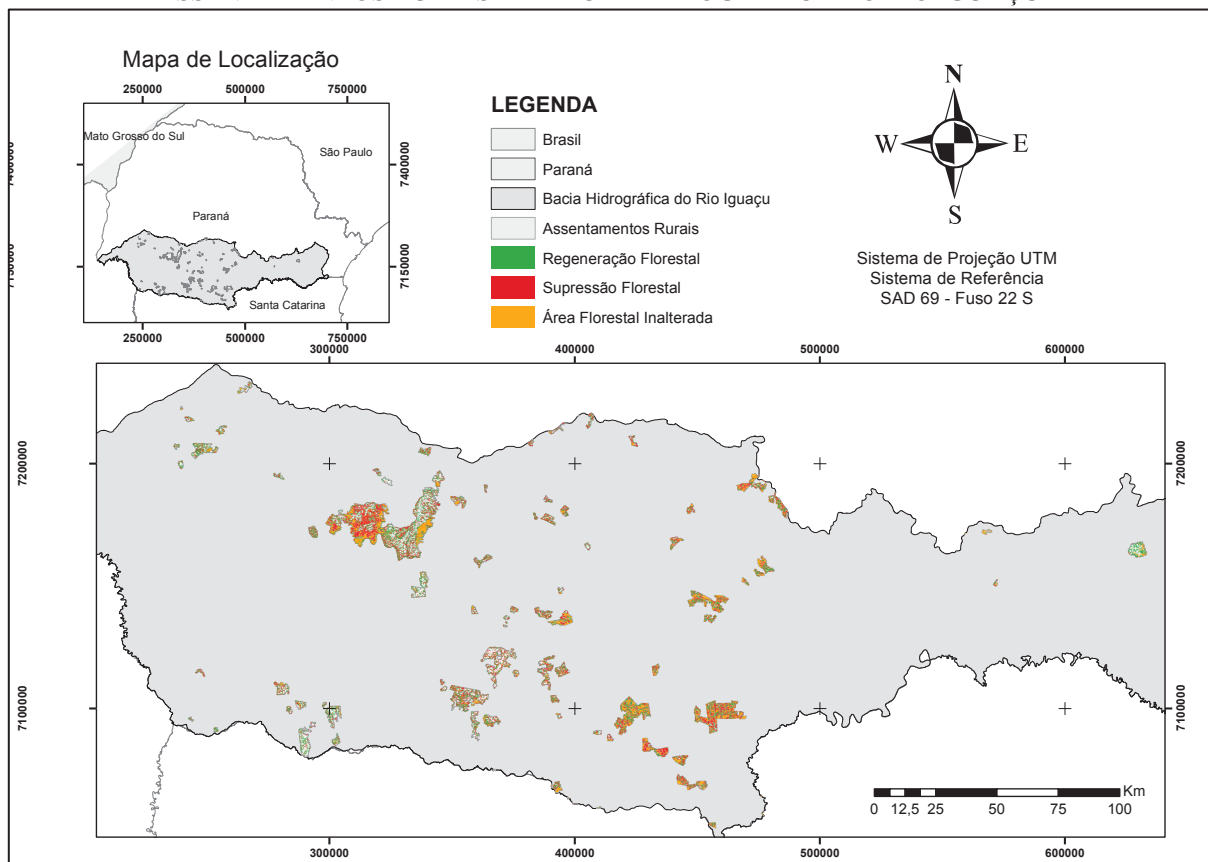 Mapa de Localização
250000 500000 750000
Mato Grosso do Sul
São Paulo
7400000
Paraná
7150000
Santa Catarina
250000 500000 750000
LEGENDA
Brasil
Paraná
Bacia Hidrográfica do Rio Iguaçu
Assentamentos Rurais
Regeneração Florestal
Supressão Florestal
Área Florestal Inalterada
N
W E
S
Sistema de Projeção UTM
Sistema de Referência
SAD 69 - Fuso 22 S
300000 400000 500000 600000
7200000 7200000
7100000 7100000
Km
0 12,5 25 50 75 100
300000 400000 500000 600000